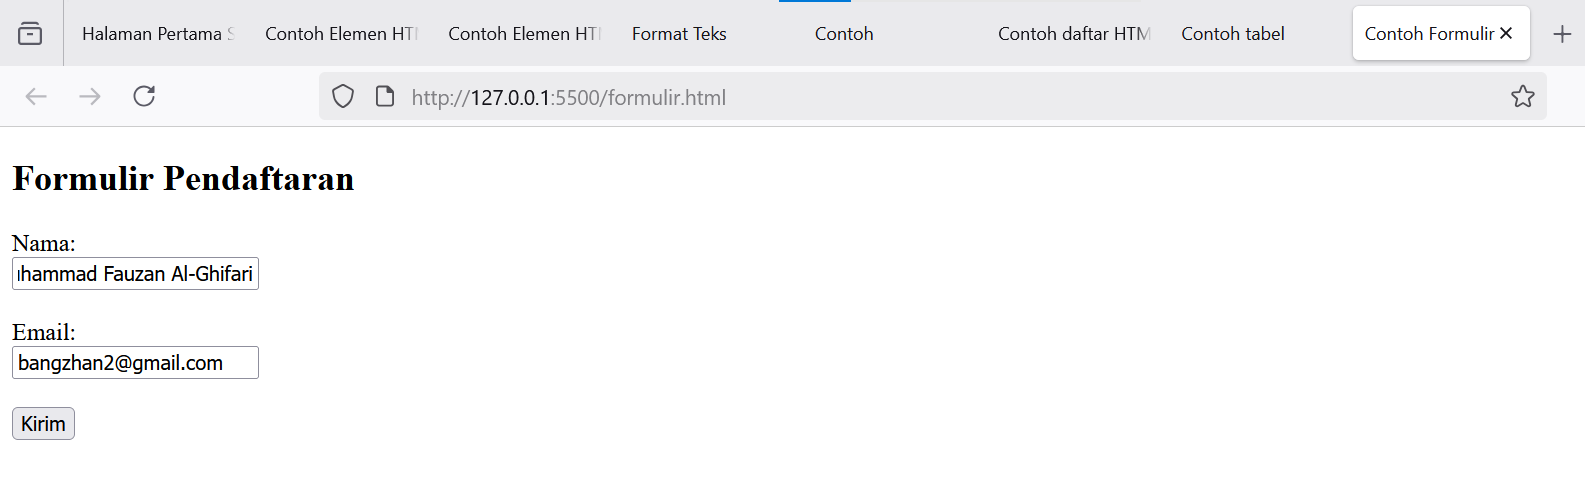 Halaman Pertama
Contoh Elemen HT
Contoh Elemen HT
Format Teks
Contoh
Contoh daftar HTM
Contoh tabel
Contoh Formulir
http://127.0.0.1:5500/formulir.html
Formulir Pendaftaran
Nama:
hammad Fauzan Al-Ghifari
Email:
bangzhan2@gmail.com
Kirim